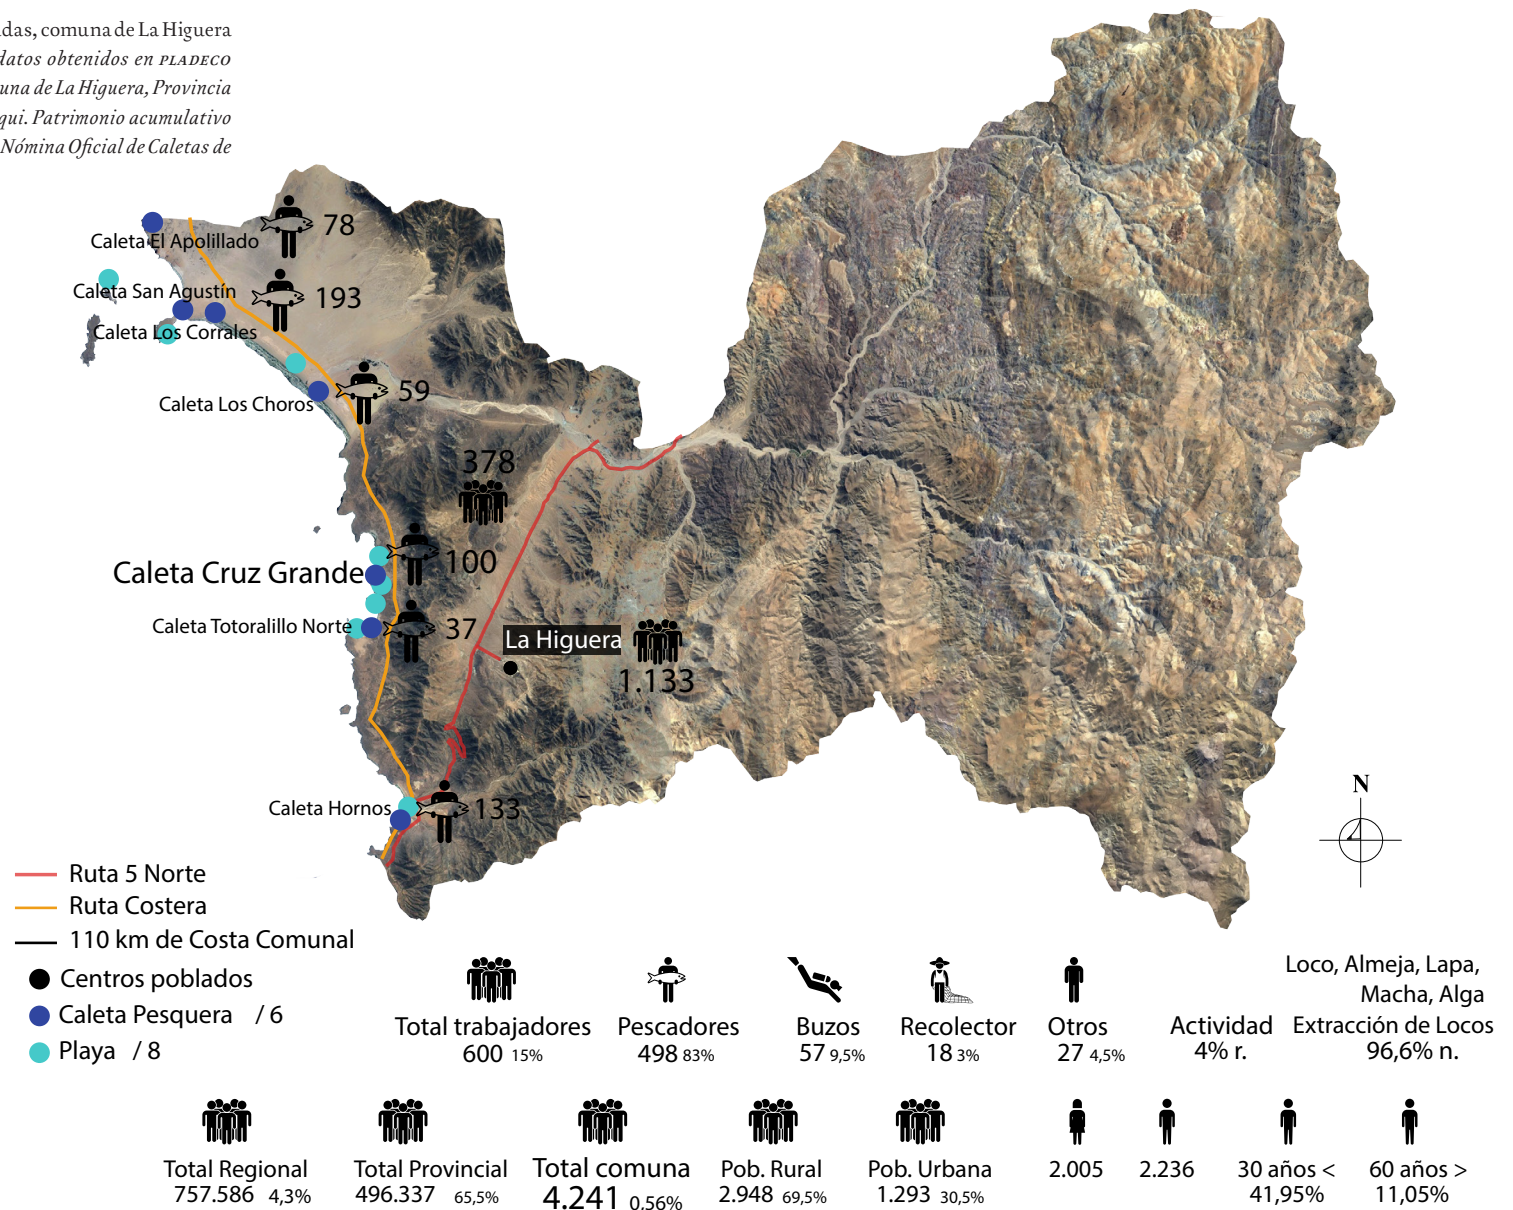 das, comuna de La Higuera
datos obtenidos en PLADECO
una de La Higuera, Provincia
qui. Patrimonio acumulativo
Nómina Oficial de Caletas de
78
Caleta El Apolillado
193
Caleta San Agustín
Caleta Los Corrales
59
Caleta Los Choros
378
100
Caleta Cruz Grande
Caleta Totoralillo Norte
37
La Higuera
1.133
N
Caleta Hornos
133
Ruta 5 Norte
Ruta Costera
110 km de Costa Comunal
Centros poblados
Caleta Pesquera / 6
Playa / 8
Total trabajadores
600 15%
Pescadores
498 83%
Buzos
57 9,5%
Recolector
18 3%
Otros
27 4,5%
Actividad
4% r.
Loco, Almeja, Lapa,
Macha, Alga
Extracción de Locos
96,6% n.
Total Regional
757.586 4,3%
Total Provincial
496.337 65,5%
Total comuna
4.241 0,56%
Pob. Rural
2.948 69,5%
Pob. Urbana
1.293 30,5%
2.005
2.236
30 años <
41,95%
60 años >
11,05%